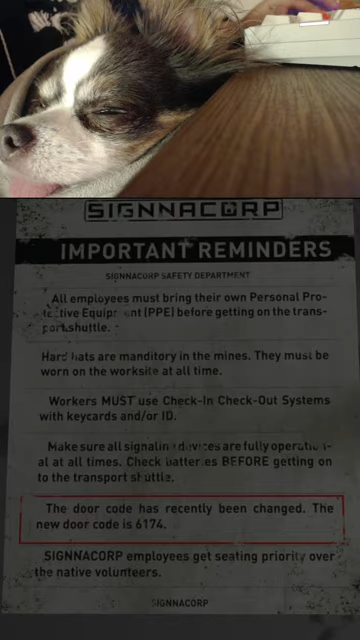 SIGNNACORP
IMPORTANT REMINDERS
SIGNNACORP SAFETY DEPARTMENT
All employees must bring their own Personal Pro-
tective Equipment (PPE) before getting on the trans-
port shuttle.
Hard hats are manditory in the mines. They must be
worn on the worksite at all time.
Workers MUST use Check-In Check-Out Systems
with keycards and/or ID.
Make sure all signaling devices are fully operation-
al at all times. Check batteries BEFORE getting on
to the transport shuttle.
The door code has recently been changed. The
new door code is 6174.
SIGNNACORP employees get seating priority over
the native volunteers.
SIGNNACORP